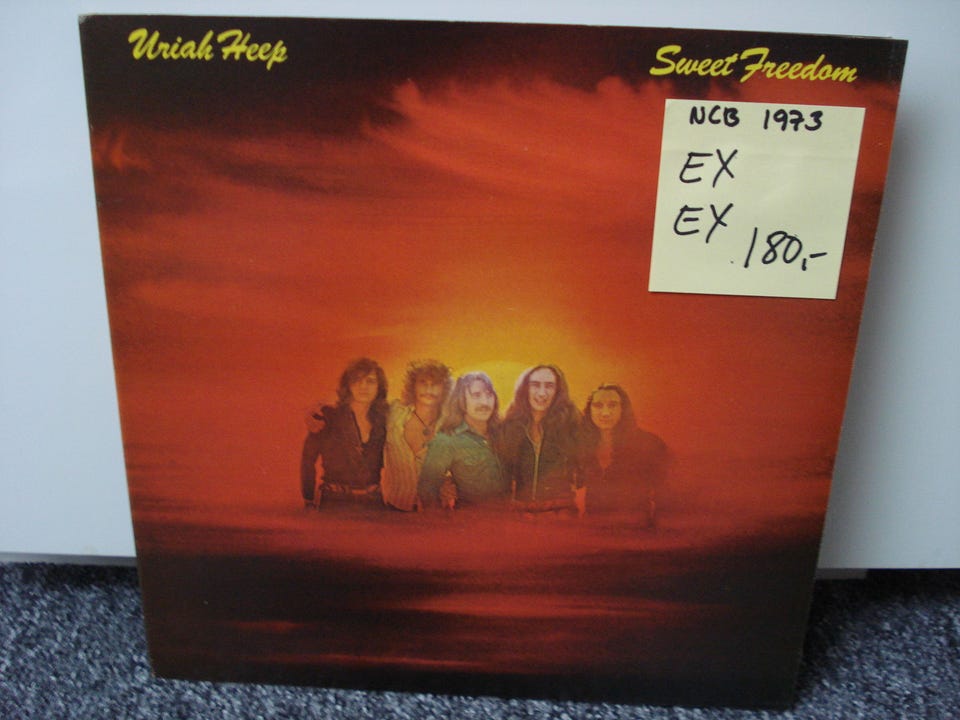 Uriah Heep
Sweet Freedom
NCB 1973
EX
EX
180,-